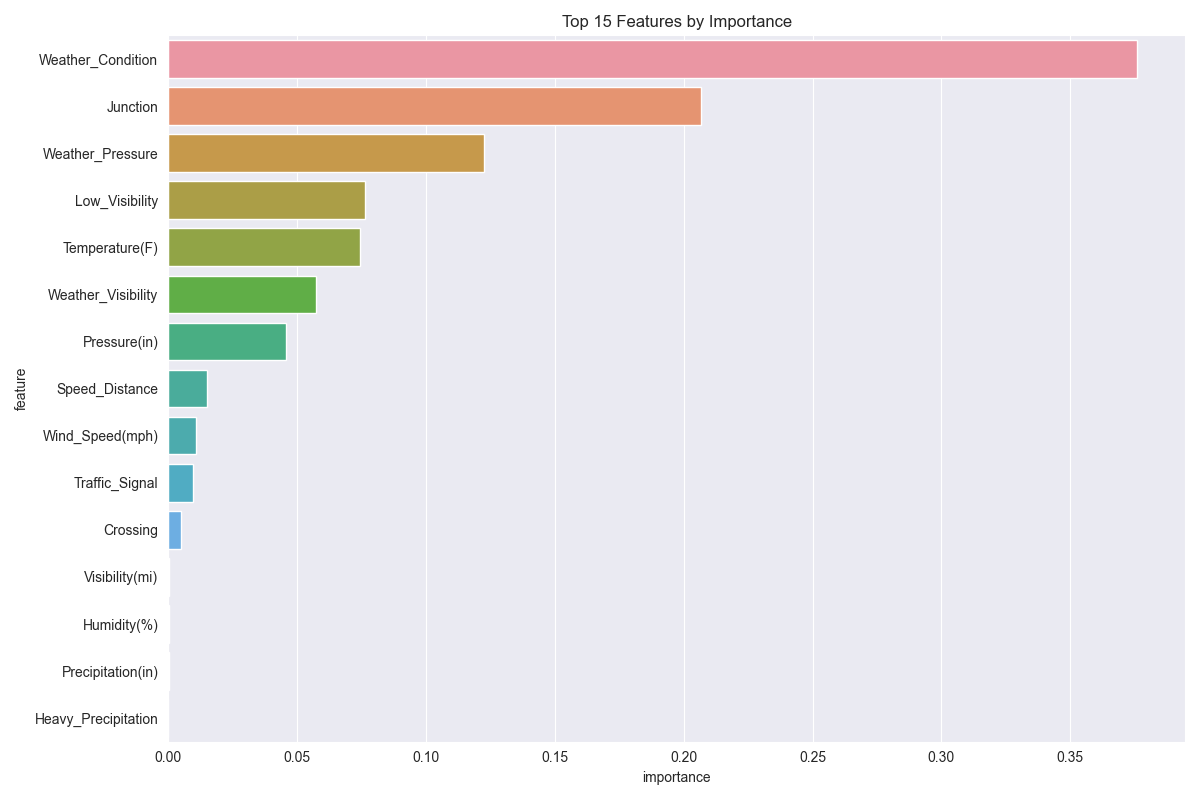 Top 15 Features by Importance
Weather_Condition
Junction
Weather_Pressure
Low_Visibility
Temperature(F)
Weather_Visibility
Pressure(in)
Speed_Distance
Wind_Speed(mph)
Traffic_Signal
Crossing
Visibility(mi)
Humidity(%)
Precipitation(in)
Heavy_Precipitation
feature
0.00 0.05 0.10 0.15 0.20 0.25 0.30 0.35
importance